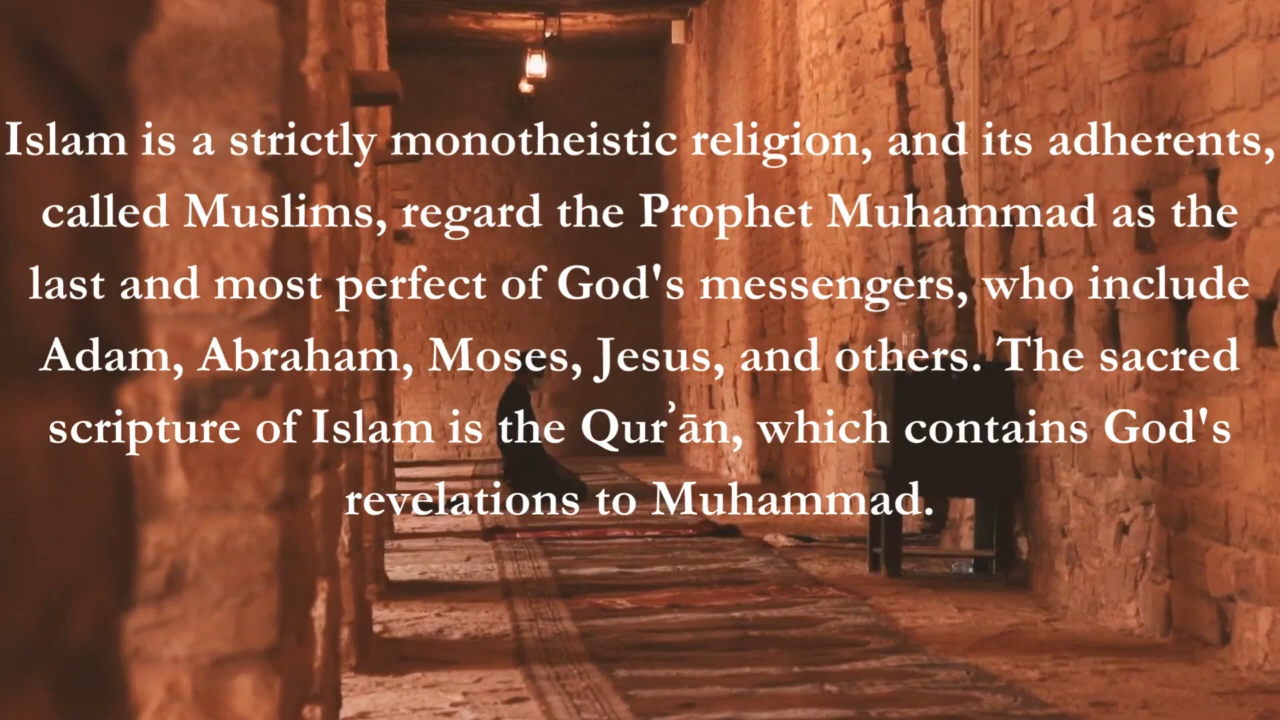 Islam is a strictly monotheistic religion, and its adherents,
called Muslims, regard the Prophet Muhammad as the
last and most perfect of God's messengers, who include
Adam, Abraham, Moses, Jesus, and others. The sacred
scripture of Islam is the Qurʾān, which contains God's
revelations to Muhammad.